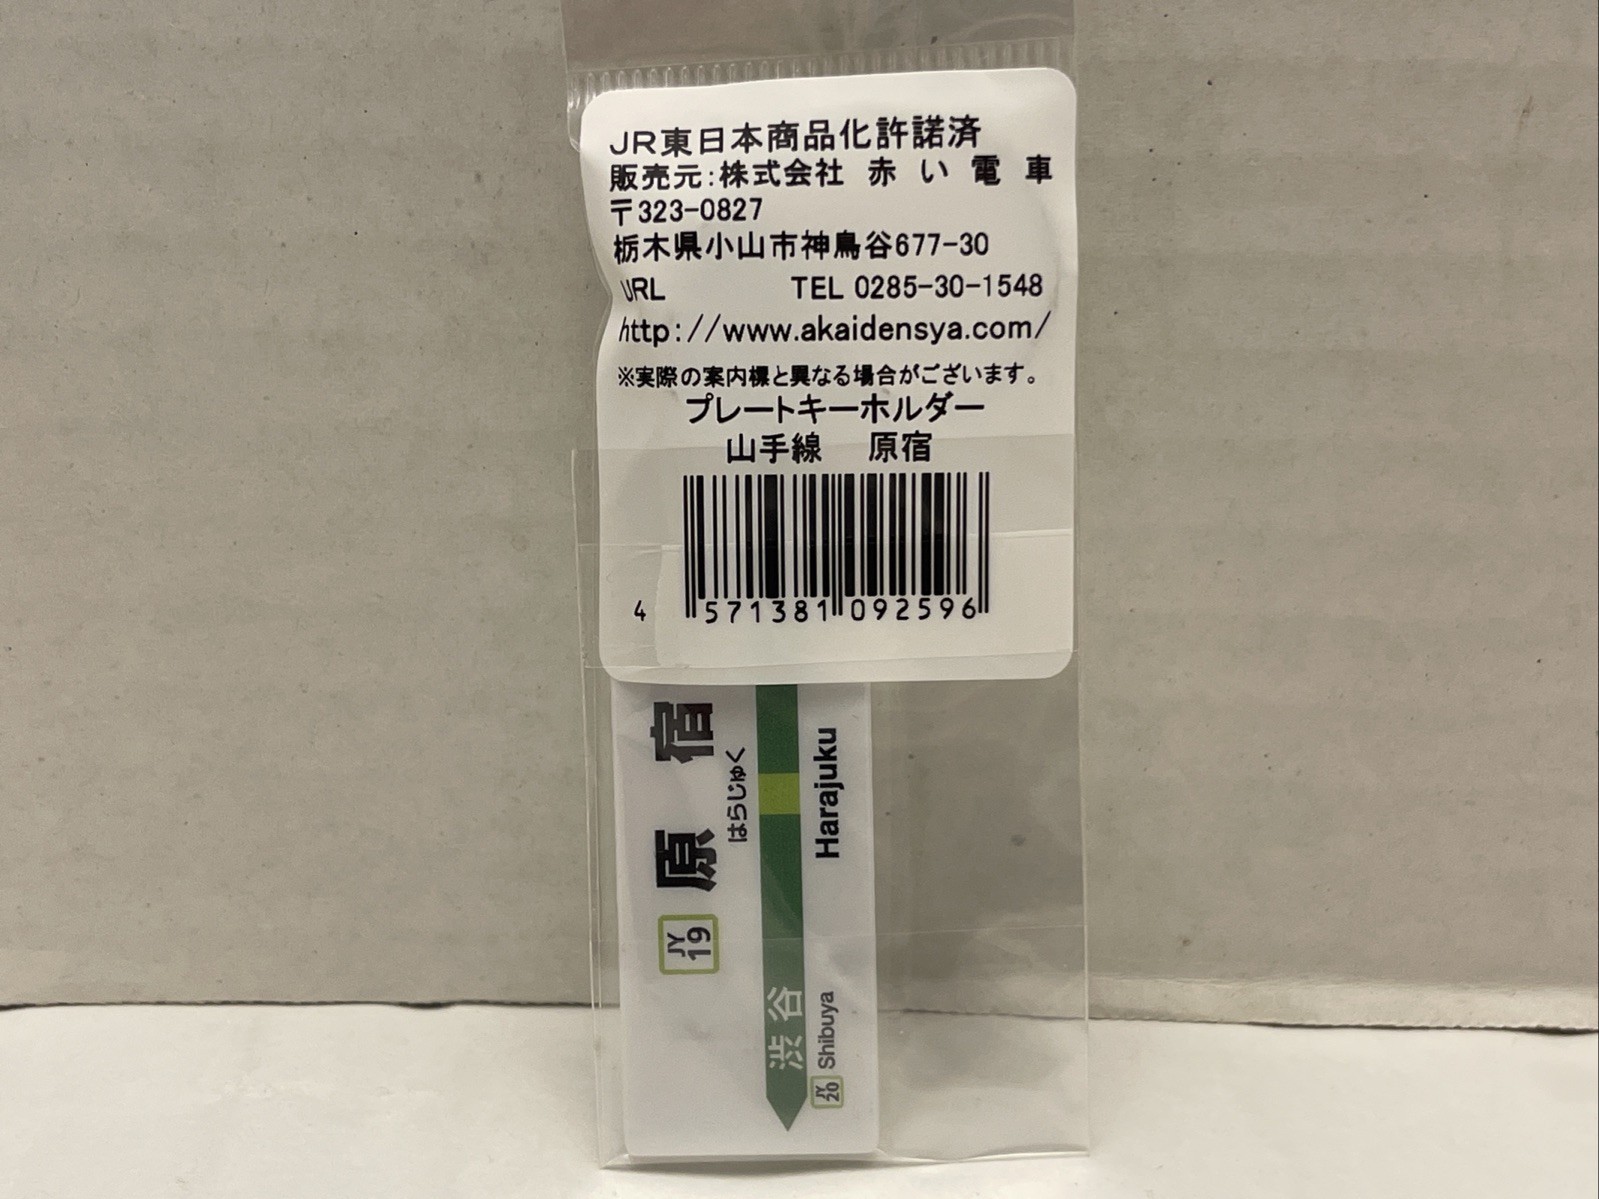 JR東日本商品化許諾済
販売元:株式会社 赤い電車
〒323-0827
栃木県小山市神鳥谷677-30
URL TEL 0285-30-1548
http://www.akaidensya.com/
※実際の案内標と異なる場合がございます。
プレートキーホルダー
山手線 原宿
4 571381 092596
JY
19
原宿
はらじゅく
Harajuku
渋谷
JY
20
Shibuya